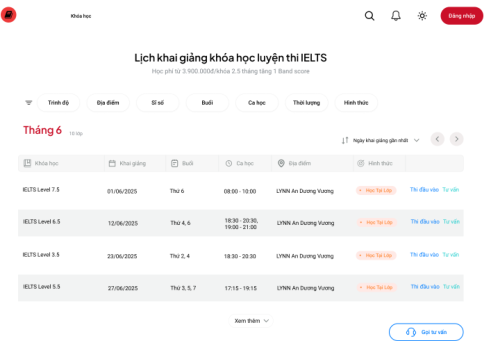 Khóa học
Đăng nhập
Lịch khai giảng khóa học luyện thi IELTS
Học phí từ 3.900.000đ/khóa 2.5 tháng tăng 1 Band score
Trình độ Địa điểm Sĩ số Buổi Ca học Thời lượng Hình thức
Tháng 6 10 lớp
Ngày khai giảng gần nhất
Khóa học Khai giảng Buổi Ca học Địa điểm Hình thức
IELTS Level 7.5 01/06/2025 Thứ 6 08:00 - 10:00 LYNN An Dương Vương Học Tại Lớp Thi đầu vào Tư vấn
IELTS Level 6.5 12/06/2025 Thứ 4, 6 18:30 - 20:30, 19:00 - 21:00 LYNN An Dương Vương Học Tại Lớp Thi đầu vào Tư vấn
IELTS Level 3.5 23/06/2025 Thứ 2, 4 18:30 - 20:30 LYNN An Dương Vương Học Tại Lớp Thi đầu vào Tư vấn
IELTS Level 5.5 27/06/2025 Thứ 3, 5, 7 17:15 - 19:15 LYNN An Dương Vương Học Tại Lớp Thi đầu vào Tư vấn
Xem thêm
Gọi tư vấn